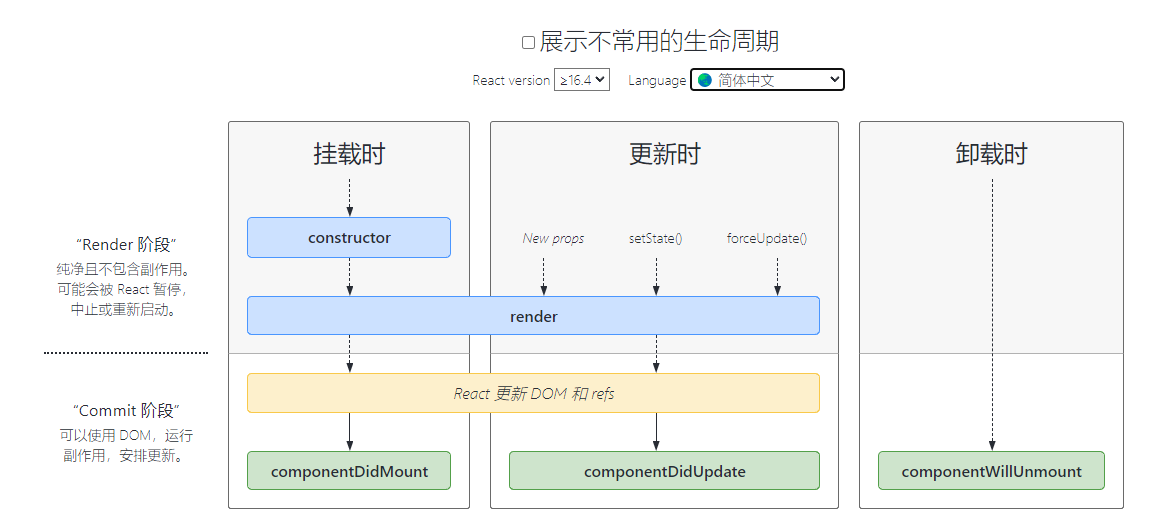 展示不常用的生命周期
React version ≥16.4 Language 简体中文
挂载时 更新时 卸载时
constructor
“Render 阶段”
纯净且不包含副作用。
可能会被 React 暂停，
中止或重新启动。
New props setState() forceUpdate()
render
React 更新 DOM 和 refs
“Commit 阶段”
可以使用 DOM，运行
副作用，安排更新。
componentDidMount componentDidUpdate componentWillUnmount